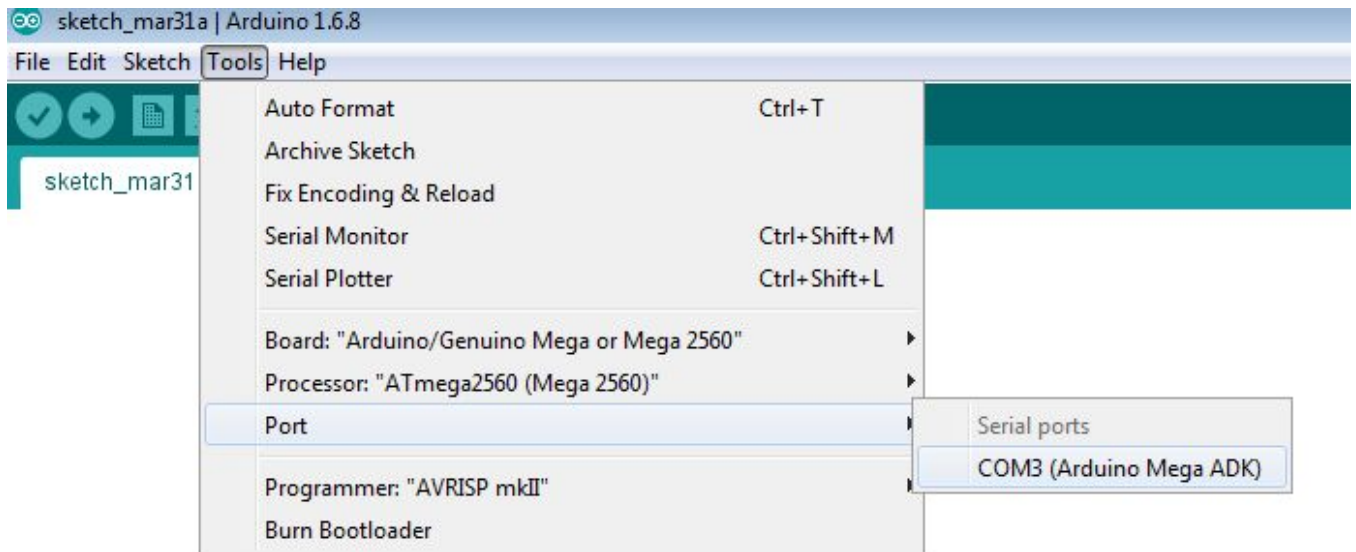 sketch_mar31a | Arduino 1.6.8
File Edit Sketch Tools Help
Auto Format Ctrl+T
Archive Sketch
sketch_mar31
Fix Encoding & Reload
Serial Monitor Ctrl+Shift+M
Serial Plotter Ctrl+Shift+L
Board: "Arduino/Genuino Mega or Mega 2560"
Processor: "ATmega2560 (Mega 2560)"
Port
Serial ports
COM3 (Arduino Mega ADK)
Programmer: "AVRISP mkII"
Burn Bootloader